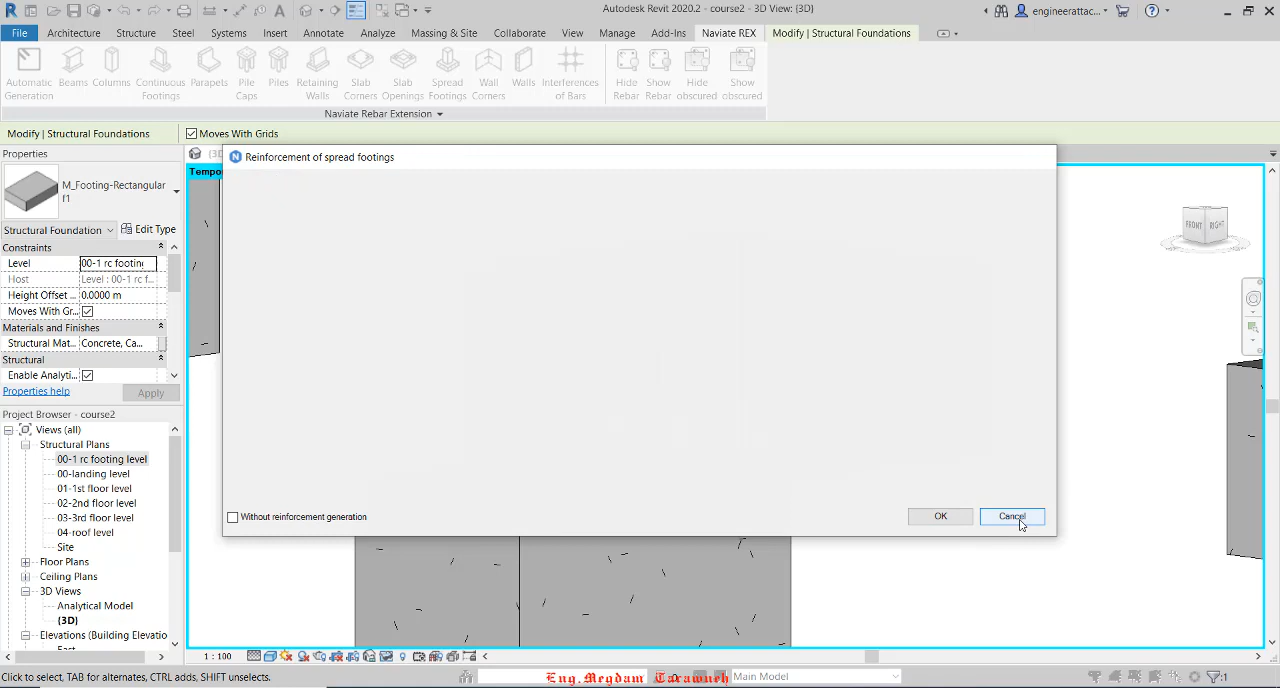 Autodesk Revit 2020.2 - course2 - 3D View: {3D}
engineerattac...
File Architecture Structure Steel Systems Insert Annotate Analyze Massing & Site Collaborate View Manage Add-Ins Naviate REX Modify | Structural Foundations
Automatic Generation
Beams
Columns
Continuous Footings
Parapets
Pile Caps
Piles
Retaining Walls
Slab Corners
Slab Openings
Spread Footings
Wall Corners
Walls
Interferences of Bars
Hide Rebar
Show Rebar
Hide obscured
Show obscured
Naviate Rebar Extension
Modify | Structural Foundations
Moves With Grids
Properties
M_Footing-Rectangular
f1
Structural Foundation
Edit Type
Constraints
Level 00-1 rc footing
Host Level : 00-1 rc f...
Height Offset ... 0.0000 m
Moves With Gr...
Materials and Finishes
Structural Mat... Concrete, Ca...
Structural
Enable Analyti...
Properties help
Apply
Project Browser - course2
Views (all)
Structural Plans
00-1 rc footing level
00-landing level
01-1st floor level
02-2nd floor level
03-3rd floor level
04-roof level
Site
Floor Plans
Ceiling Plans
3D Views
Analytical Model
{3D}
Elevations (Building Elevatio
Tempo
Reinforcement of spread footings
Without reinforcement generation
OK
Cancel
FRONT
RIGHT
1 : 100
Click to select, TAB for alternates, CTRL adds, SHIFT unselects.
Eng.Megdam Tarawneh
Main Model
:1